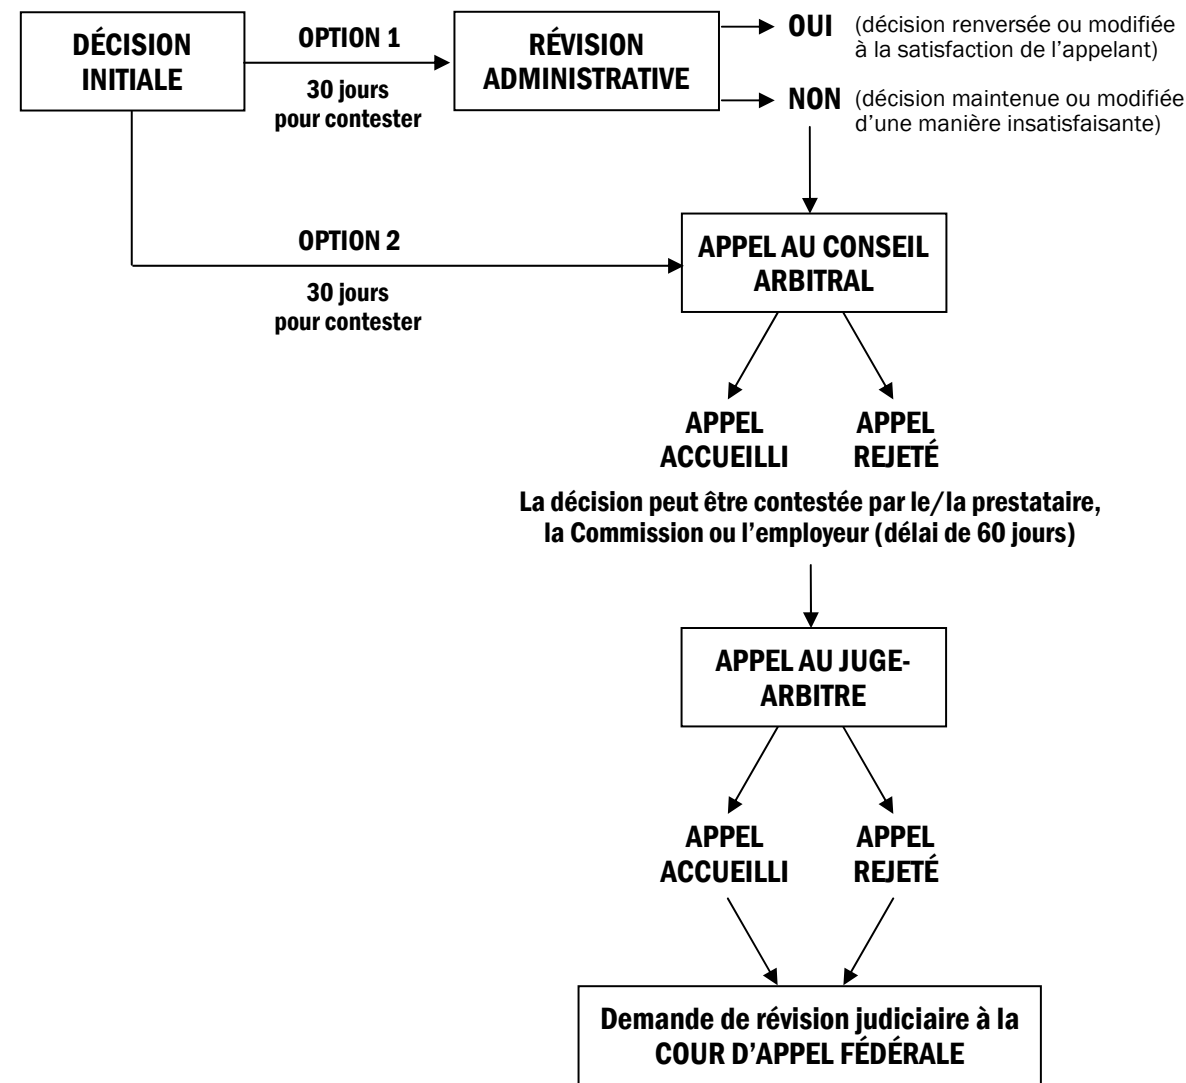 DÉCISION
INITIALE
OPTION 1
30 jours
pour contester
RÉVISION
ADMINISTRATIVE
OUI (décision renversée ou modifiée
à la satisfaction de l’appelant)
NON (décision maintenue ou modifiée
d’une manière insatisfaisante)
OPTION 2
30 jours
pour contester
APPEL AU CONSEIL
ARBITRAL
APPEL
ACCUEILLI
APPEL
REJETÉ
La décision peut être contestée par le/la prestataire,
la Commission ou l’employeur (délai de 60 jours)
APPEL AU JUGE-
ARBITRE
APPEL
ACCUEILLI
APPEL
REJETÉ
Demande de révision judiciaire à la
COUR D’APPEL FÉDÉRALE